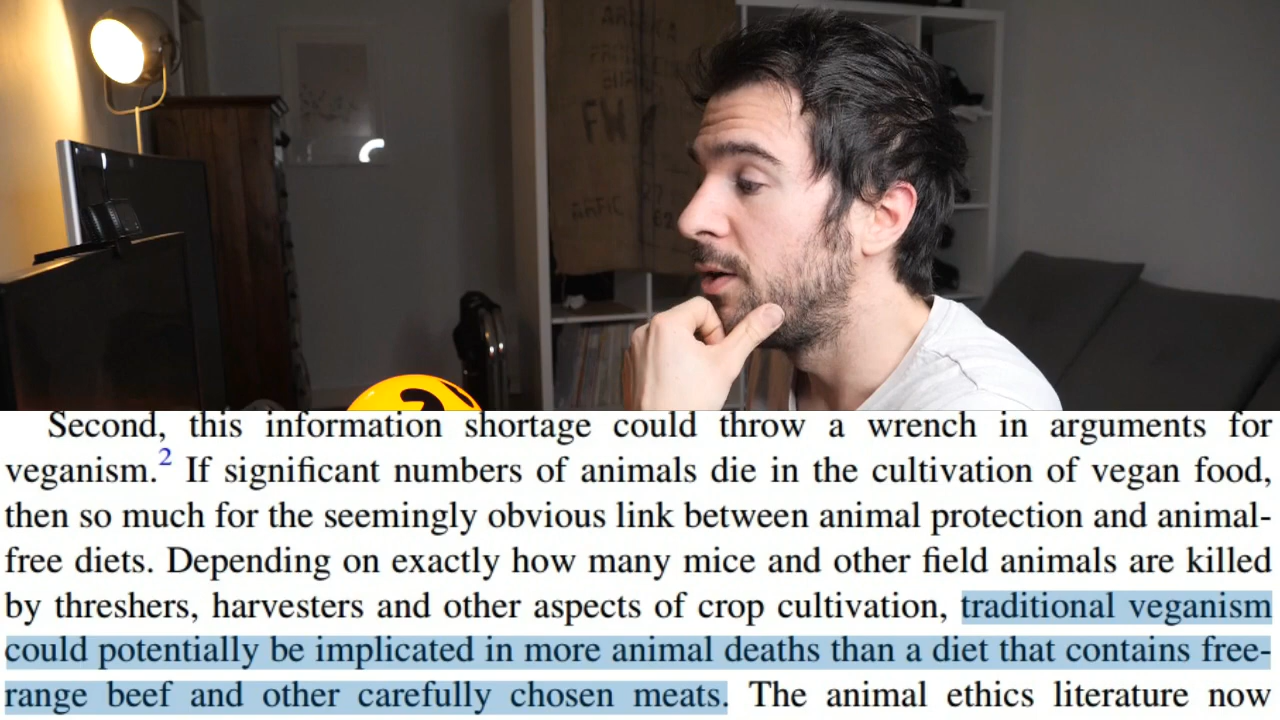 FW
Second, this information shortage could throw a wrench in arguments for
veganism.2 If significant numbers of animals die in the cultivation of vegan food,
then so much for the seemingly obvious link between animal protection and animal-
free diets. Depending on exactly how many mice and other field animals are killed
by threshers, harvesters and other aspects of crop cultivation, traditional veganism
could potentially be implicated in more animal deaths than a diet that contains free-
range beef and other carefully chosen meats. The animal ethics literature now